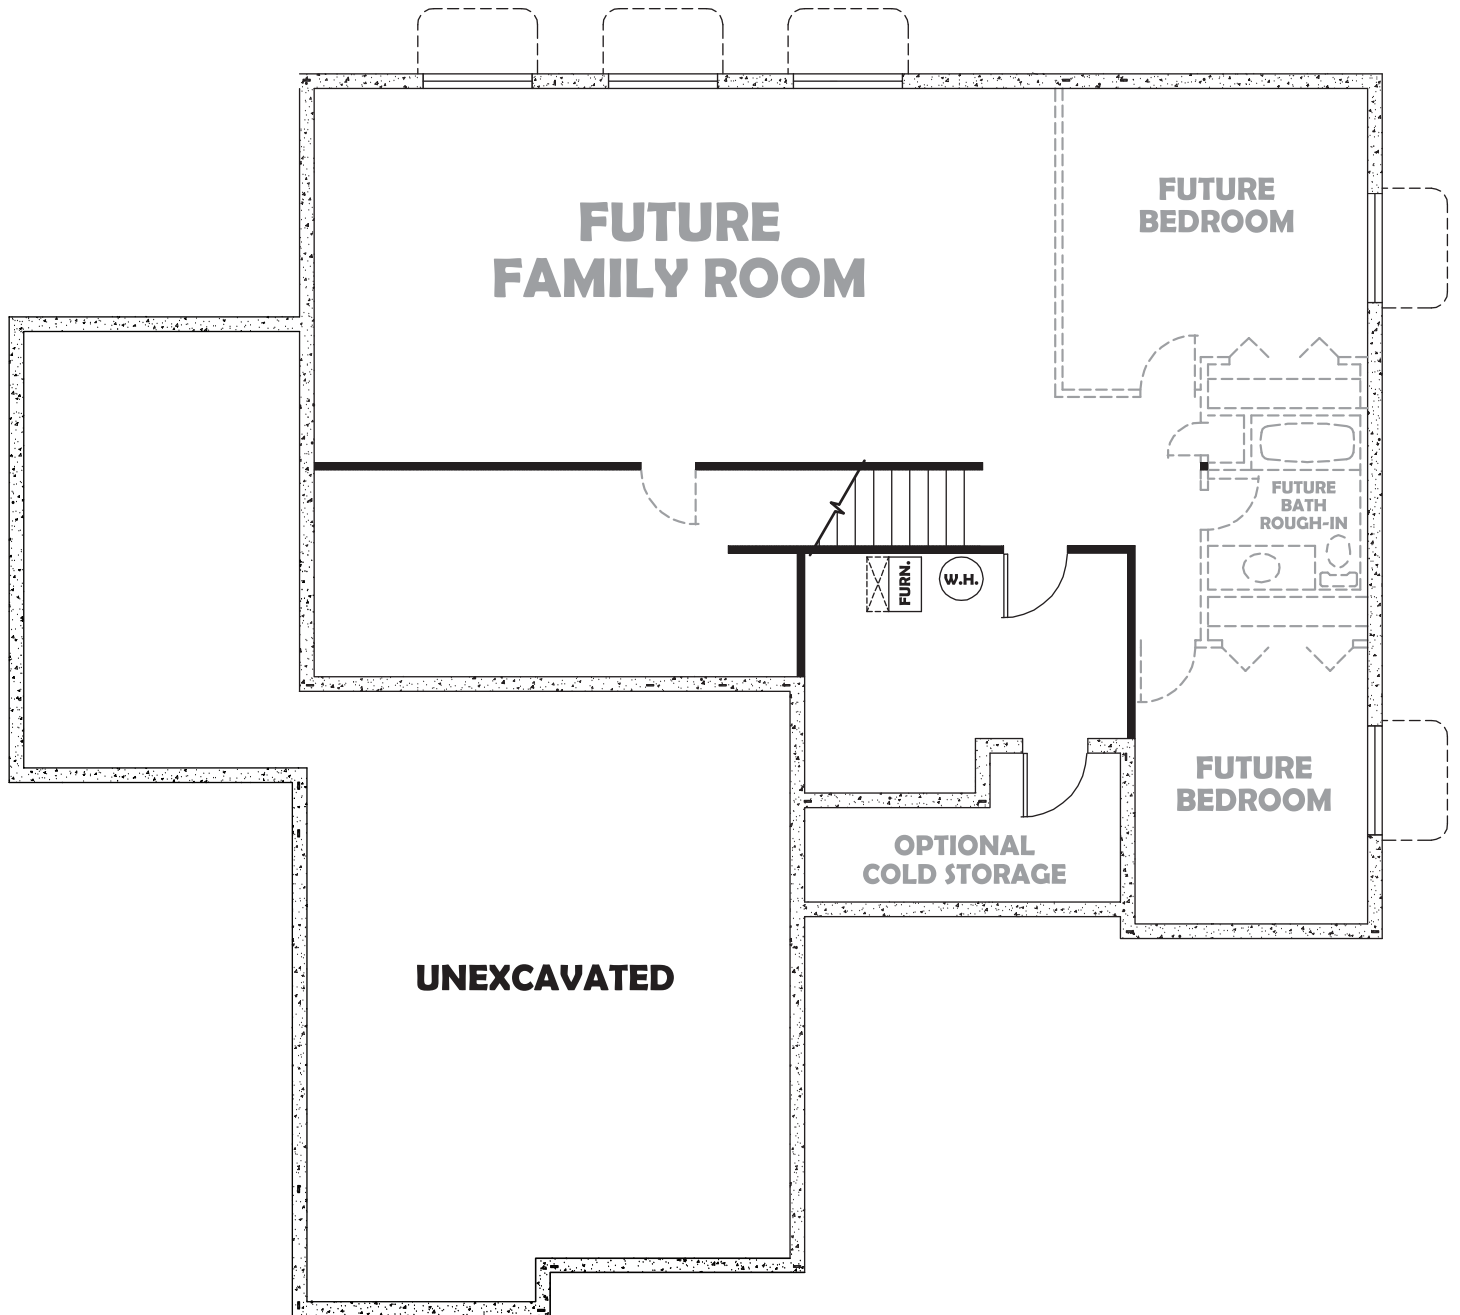 FUTURE
FAMILY ROOM
FUTURE
BEDROOM
FUTURE
BATH
ROUGH-IN
FURN.
W.H.
FUTURE
BEDROOM
OPTIONAL
COLD STORAGE
UNEXCAVATED